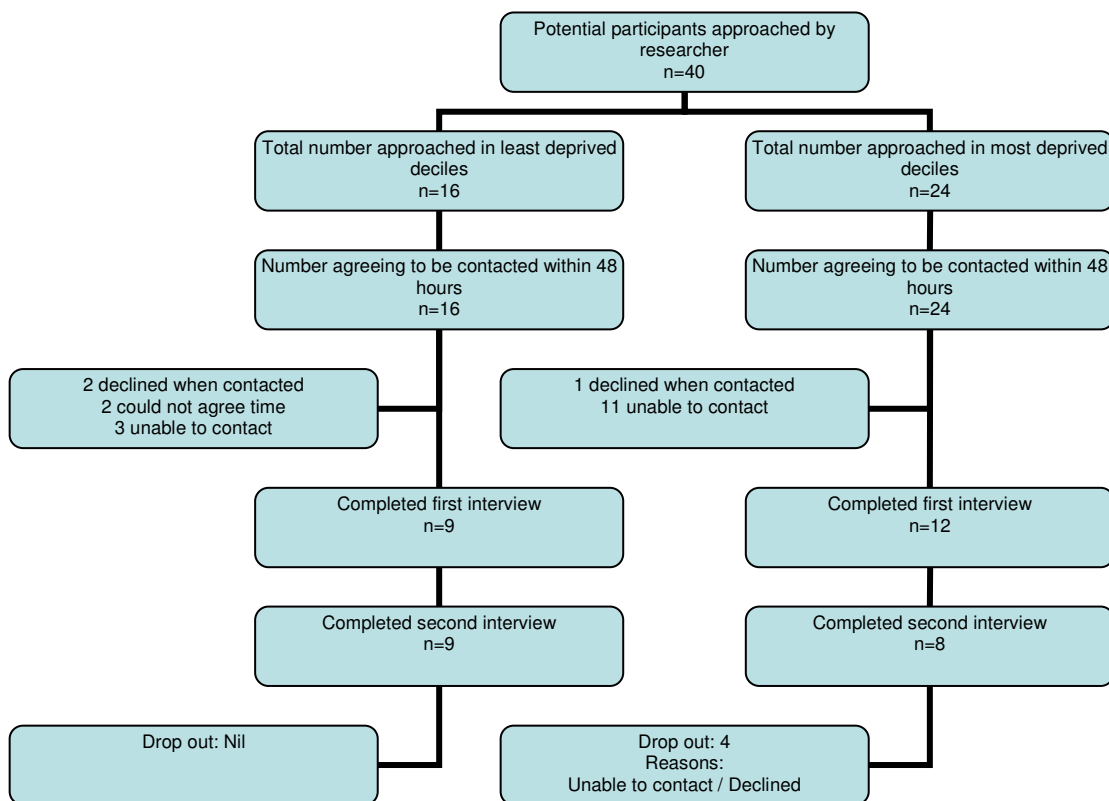 Potential participants approached by
researcher
n=40
Total number approached in least deprived
deciles
n=16
Total number approached in most deprived
deciles
n=24
Number agreeing to be contacted within 48
hours
n=16
Number agreeing to be contacted within 48
hours
n=24
2 declined when contacted
2 could not agree time
3 unable to contact
1 declined when contacted
11 unable to contact
Completed first interview
n=9
Completed first interview
n=12
Completed second interview
n=9
Completed second interview
n=8
Drop out: Nil
Drop out: 4
Reasons:
Unable to contact / Declined